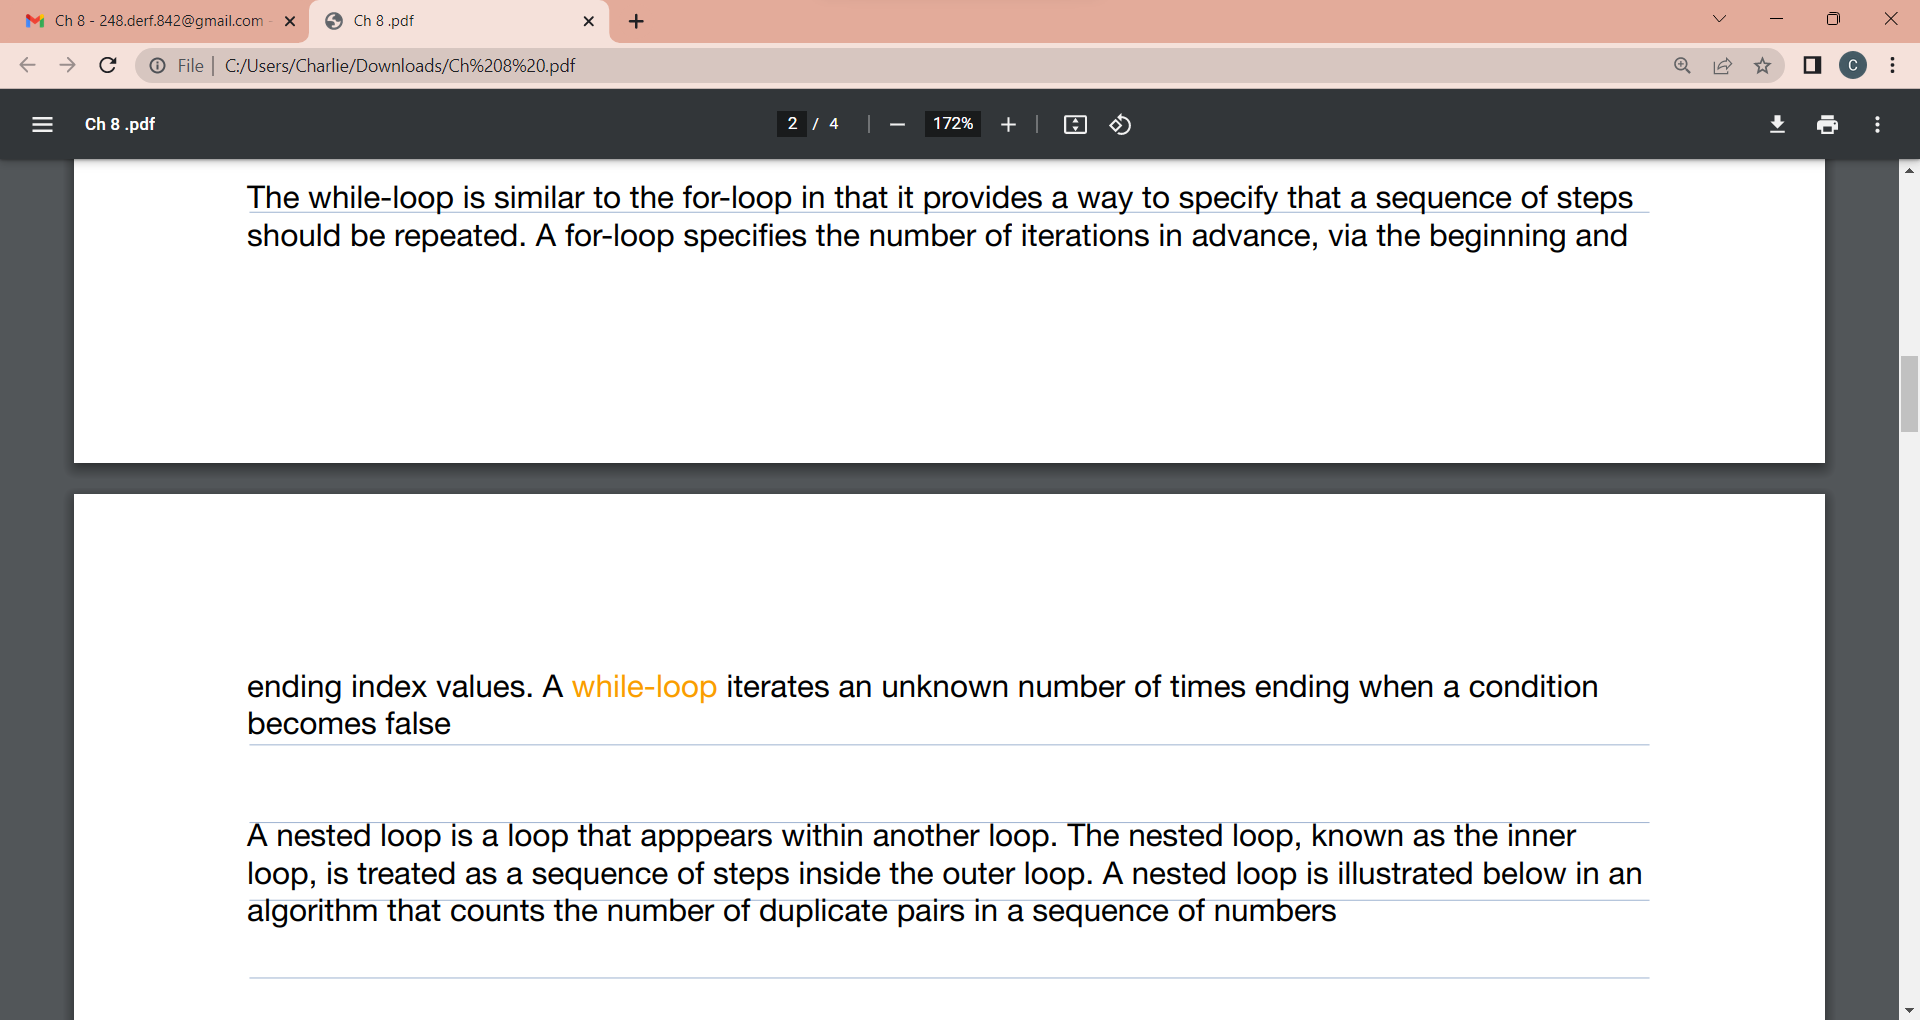 Ch 8 - 248.derf.842@gmail.com -
Ch 8 .pdf
File | C:/Users/Charlie/Downloads/Ch%208%20.pdf
C
Ch 8 .pdf
2 / 4
172%
The while-loop is similar to the for-loop in that it provides a way to specify that a sequence of steps
should be repeated. A for-loop specifies the number of iterations in advance, via the beginning and
ending index values. A while-loop iterates an unknown number of times ending when a condition
becomes false
A nested loop is a loop that apppears within another loop. The nested loop, known as the inner
loop, is treated as a sequence of steps inside the outer loop. A nested loop is illustrated below in an
algorithm that counts the number of duplicate pairs in a sequence of numbers